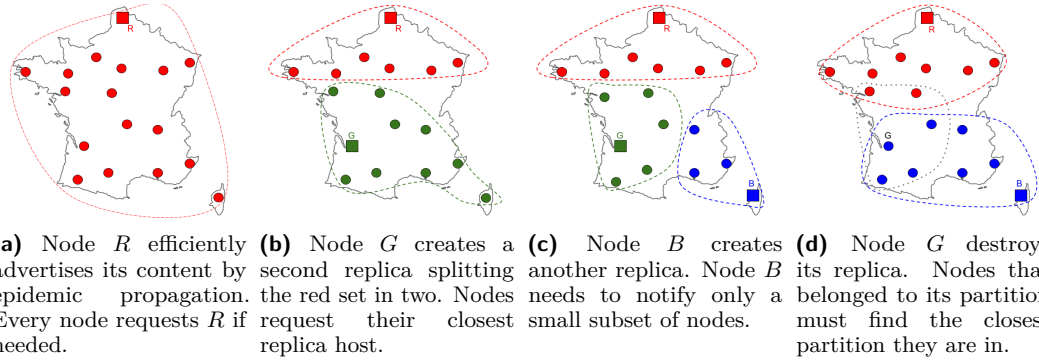 R
R
G
R
G
B
R
G
B
a) Node R efficiently
advertises its content by
epidemic propagation.
Every node requests R if
needed.
(b) Node G creates a
second replica splitting
the red set in two. Nodes
request their closest
replica host.
(c) Node B creates
another replica. Node B
needs to notify only a
small subset of nodes.
(d) Node G destroy
its replica. Nodes tha
belonged to its partition
must find the closes
partition they are in.